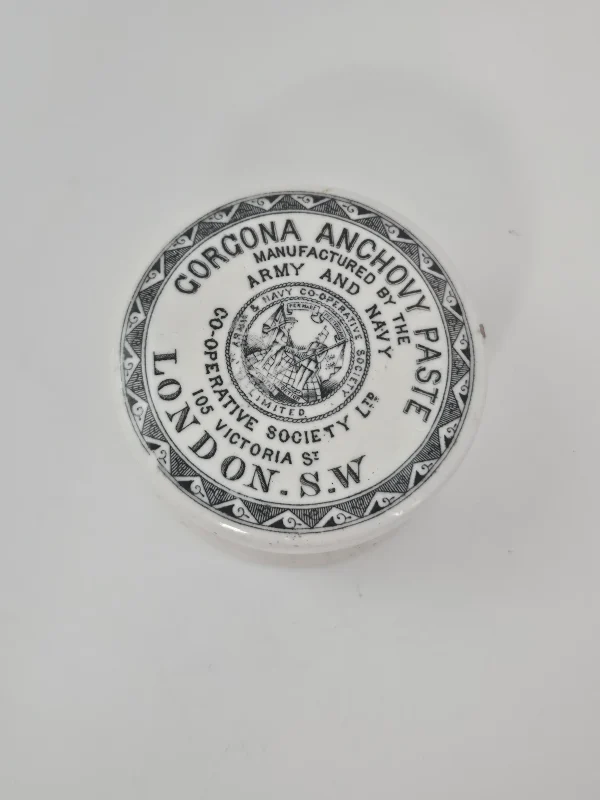 GORGONA ANCHOVY PASTE
MANUFACTURED BY THE
ARMY AND NAVY
CO-OPERATIVE SOCIETY LTD
105 VICTORIA ST
LONDON. S.W
ARMY & NAVY CO-OPERATIVE SOCIETY
LIMITED